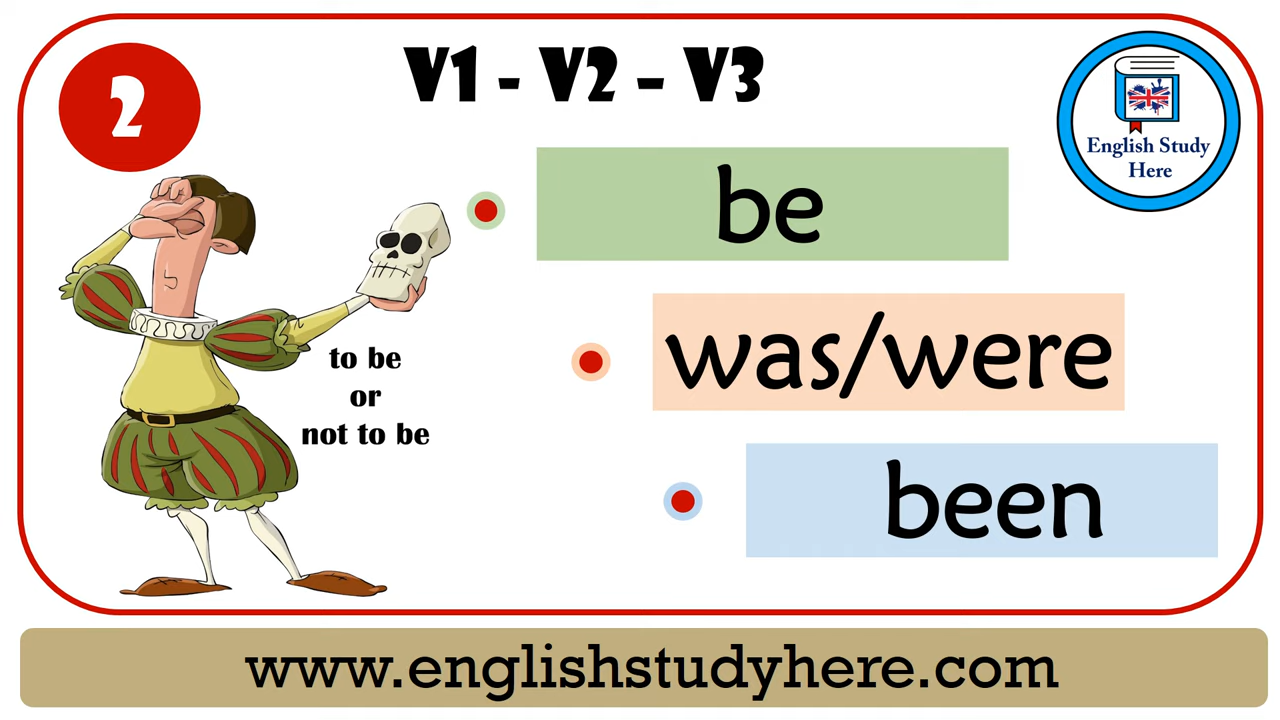 2
V1 - V2 – V3
English Study
Here
be
was/were
been
to be
or
not to be
www.englishstudyhere.com